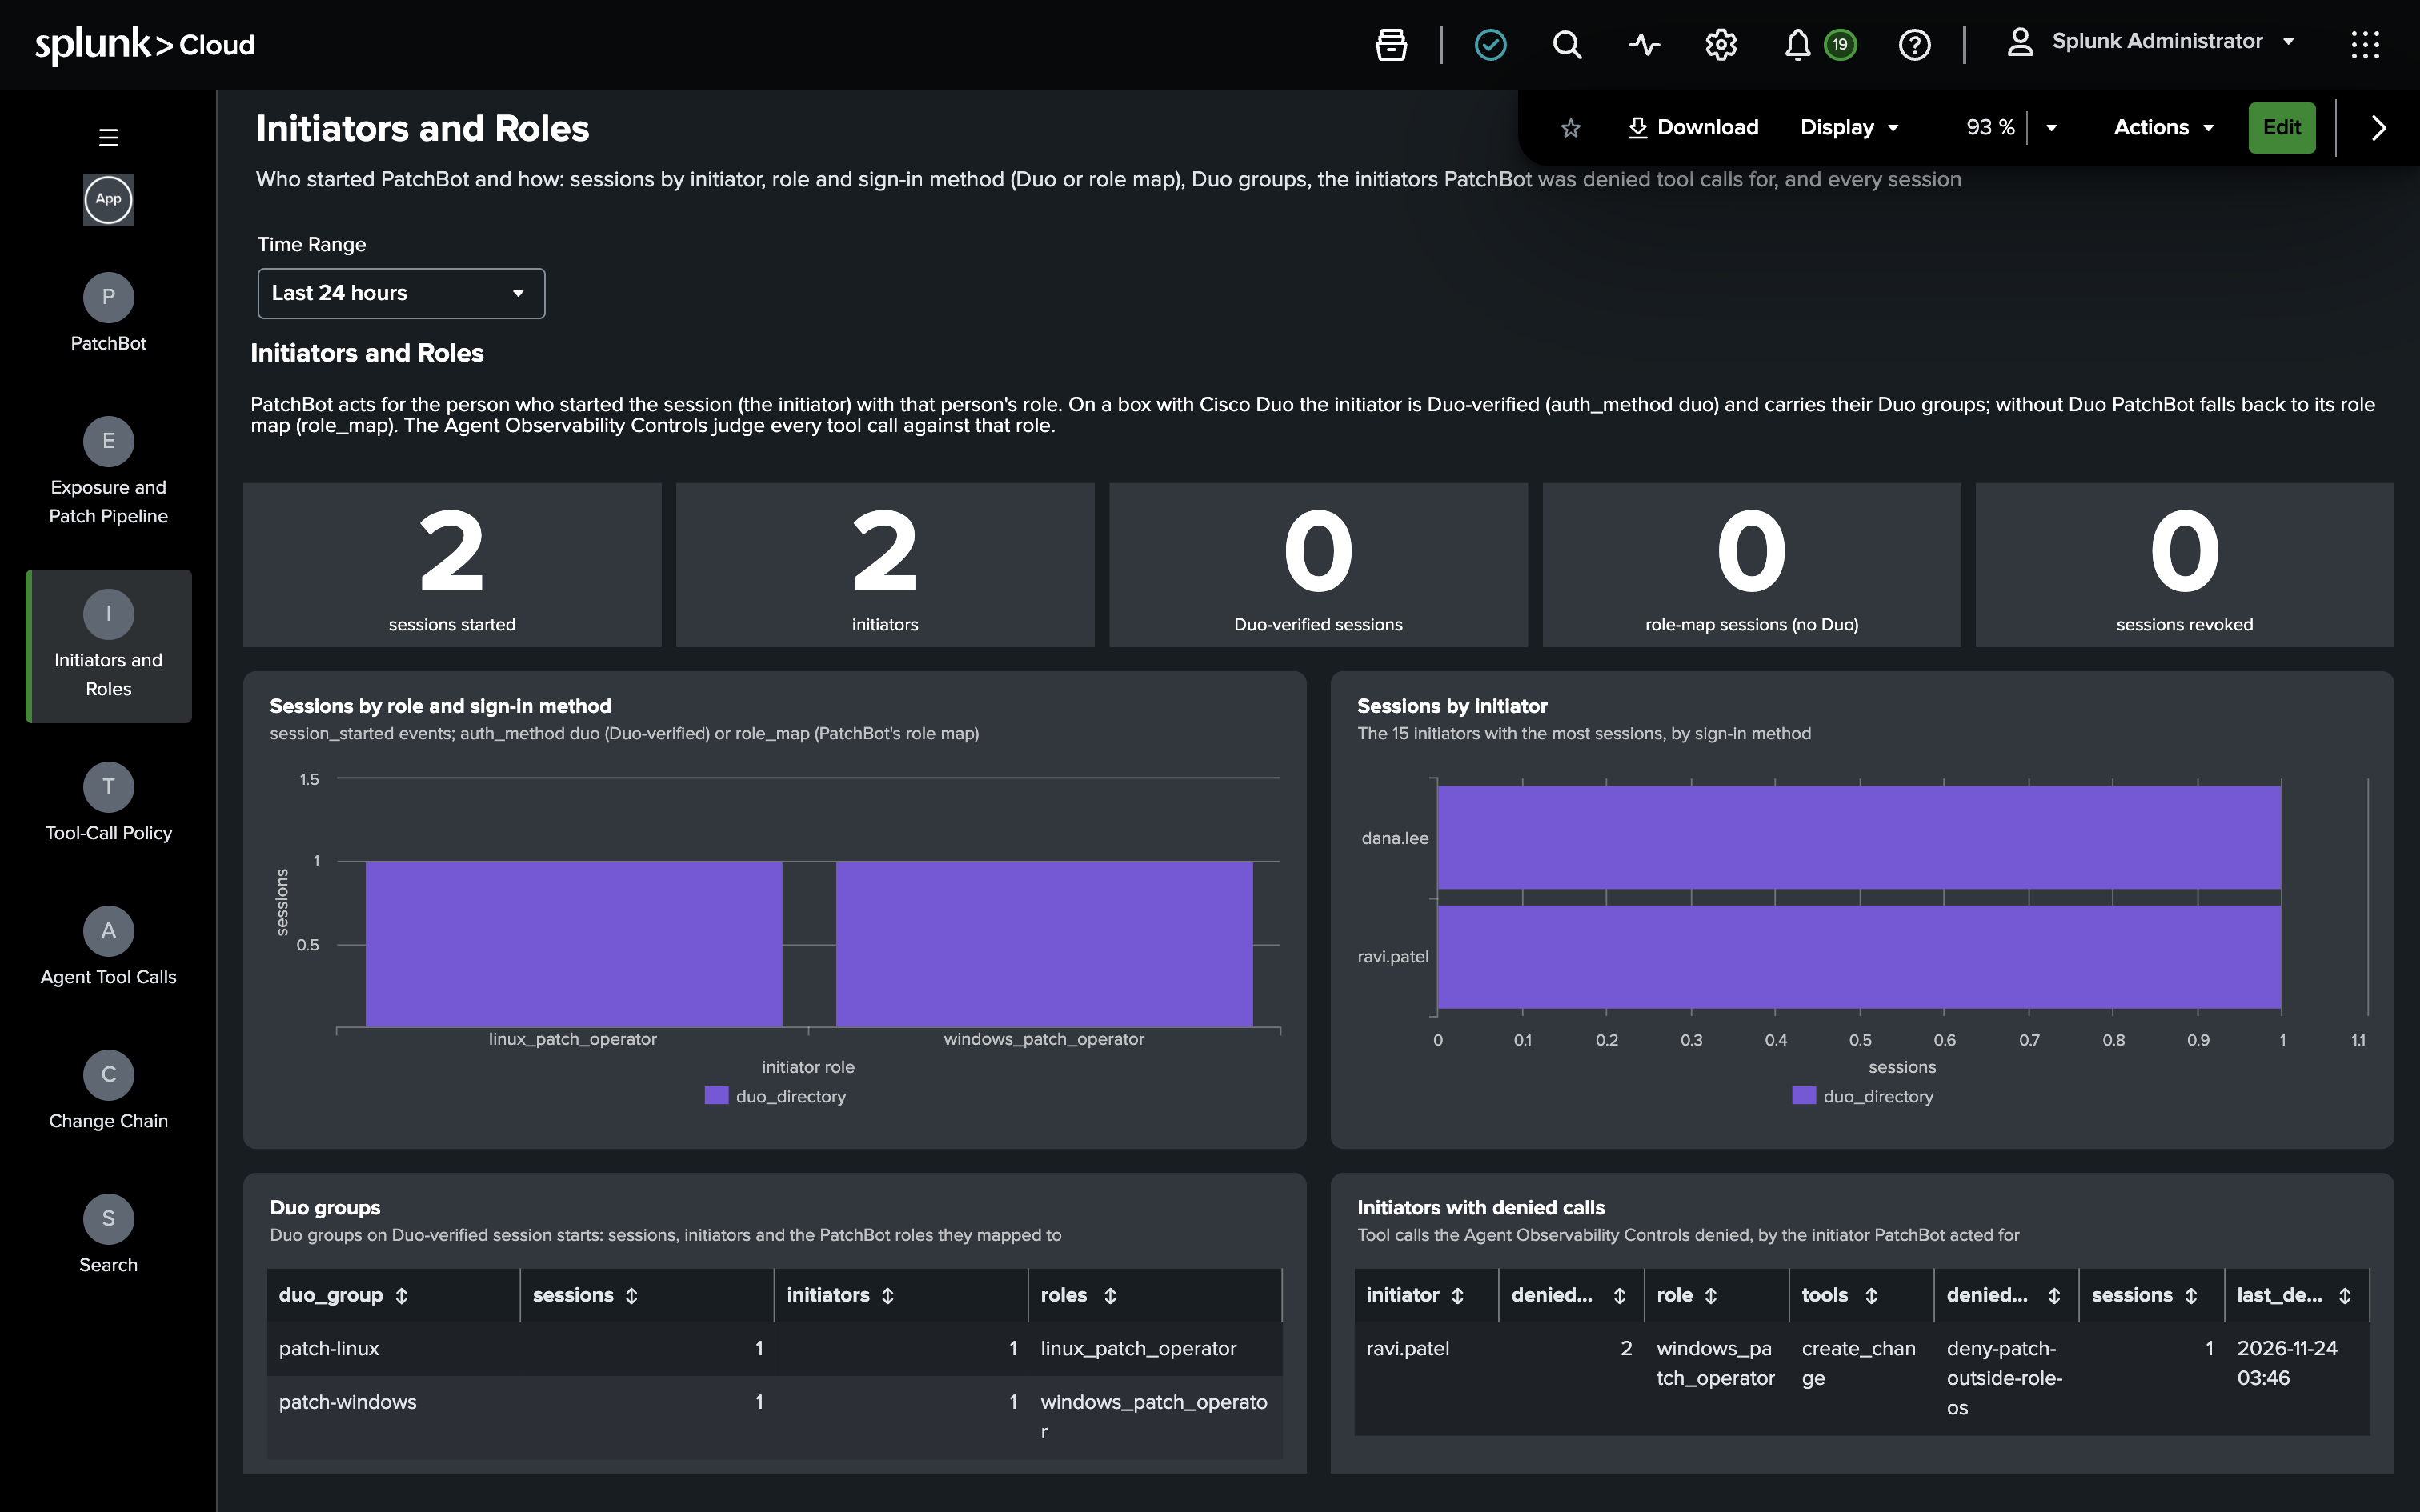 splunk>Cloud
19
Splunk Administrator
App
P
PatchBot
E
Exposure and
Patch Pipeline
I
Initiators and
Roles
T
Tool-Call Policy
A
Agent Tool Calls
C
Change Chain
S
Search
Initiators and Roles
Download
Display
93 %
Actions
Edit
Who started PatchBot and how: sessions by initiator, role and sign-in method (Duo or role map), Duo groups, the initiators PatchBot was denied tool calls for, and every session
Time Range
Last 24 hours
Initiators and Roles
PatchBot acts for the person who started the session (the initiator) with that person's role. On a box with Cisco Duo the initiator is Duo-verified (auth_method duo) and carries their Duo groups; without Duo PatchBot falls back to its role
map (role_map). The Agent Observability Controls judge every tool call against that role.
2
sessions started
2
initiators
0
Duo-verified sessions
0
role-map sessions (no Duo)
0
sessions revoked
Sessions by role and sign-in method
session_started events; auth_method duo (Duo-verified) or role_map (PatchBot's role map)
1.5
1
0.5
sessions
linux_patch_operator
windows_patch_operator
initiator role
duo_directory
Sessions by initiator
The 15 initiators with the most sessions, by sign-in method
dana.lee
ravi.patel
0 0.1 0.2 0.3 0.4 0.5 0.6 0.7 0.8 0.9 1 1.1
sessions
duo_directory
Duo groups
Duo groups on Duo-verified session starts: sessions, initiators and the PatchBot roles they mapped to
duo_group sessions initiators roles
patch-linux 1 1 linux_patch_operator
patch-windows 1 1 windows_patch_operato
r
Initiators with denied calls
Tool calls the Agent Observability Controls denied, by the initiator PatchBot acted for
initiator denied... role tools denied... sessions last_de...
ravi.patel 2 windows_pa create_chan deny-patch- 1 2026-11-24
tch_operator ge outside-role- 03:46
os